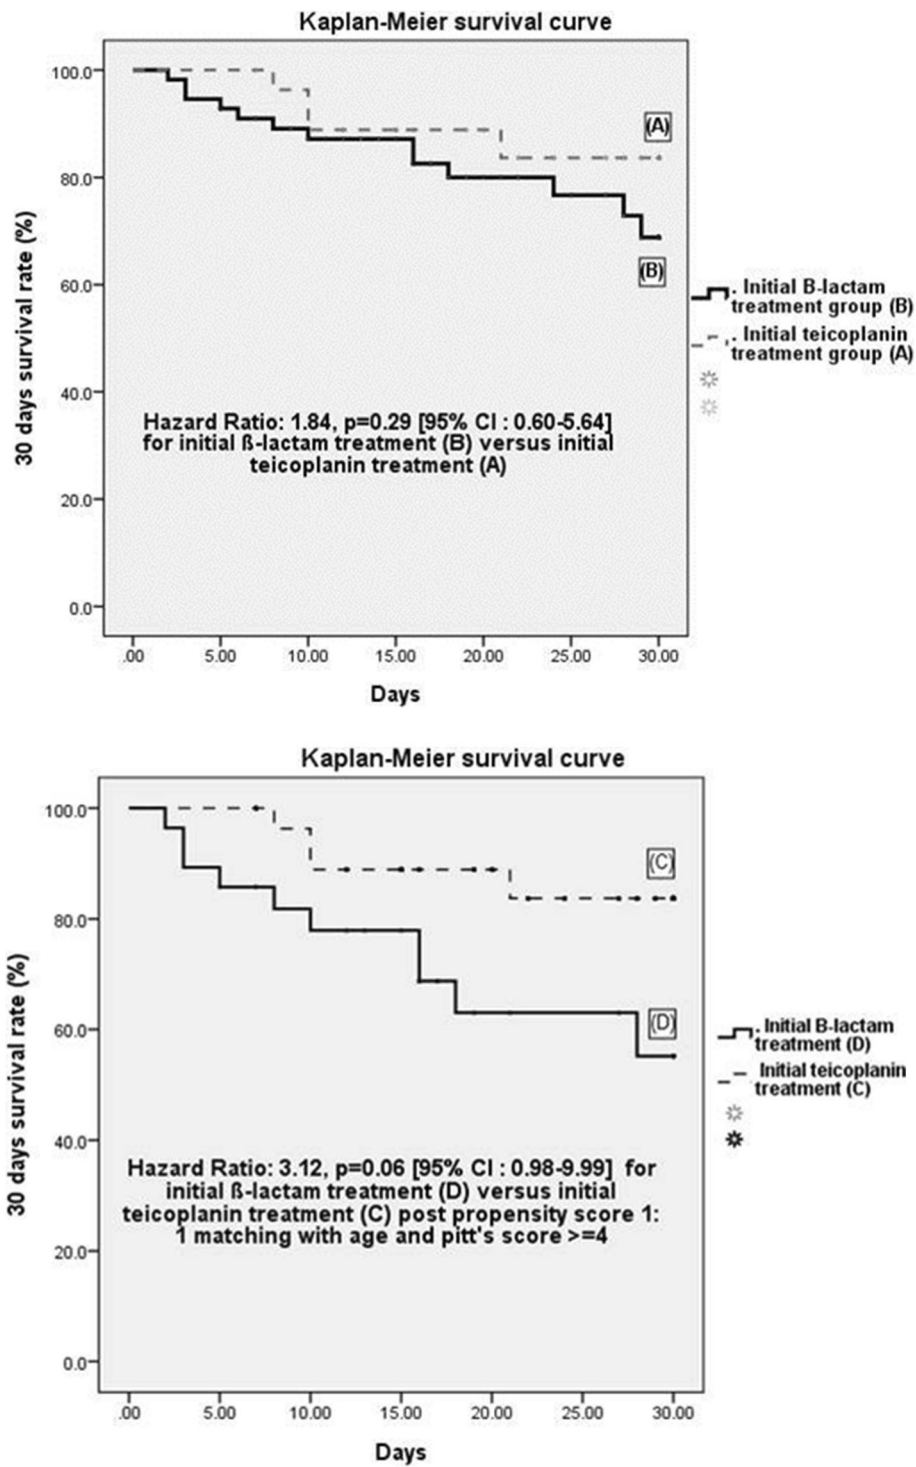 Kaplan-Meier survival curve
30 days survival rate (%)
100.0
80.0
60.0
40.0
20.0
0.0
(A)
(B)
Hazard Ratio: 1.84, p=0.29 [95% CI : 0.60-5.64]
for initial ß-lactam treatment (B) versus initial
teicoplanin treatment (A)
.00 5.00 10.00 15.00 20.00 25.00 30.00
Days
. Initial B-lactam
treatment group (B)
. Initial teicoplanin
treatment group (A)
Kaplan-Meier survival curve
30 days survival rate (%)
100.0
80.0
60.0
40.0
20.0
0.0
(C)
(D)
Hazard Ratio: 3.12, p=0.06 [95% CI : 0.98-9.99] for
initial ß-lactam treatment (D) versus initial
teicoplanin treatment (C) post propensity score 1:
1 matching with age and pitt's score >=4
.00 5.00 10.00 15.00 20.00 25.00 30.00
Days
. Initial B-lactam
treatment (D)
Initial teicoplanin
treatment (C)